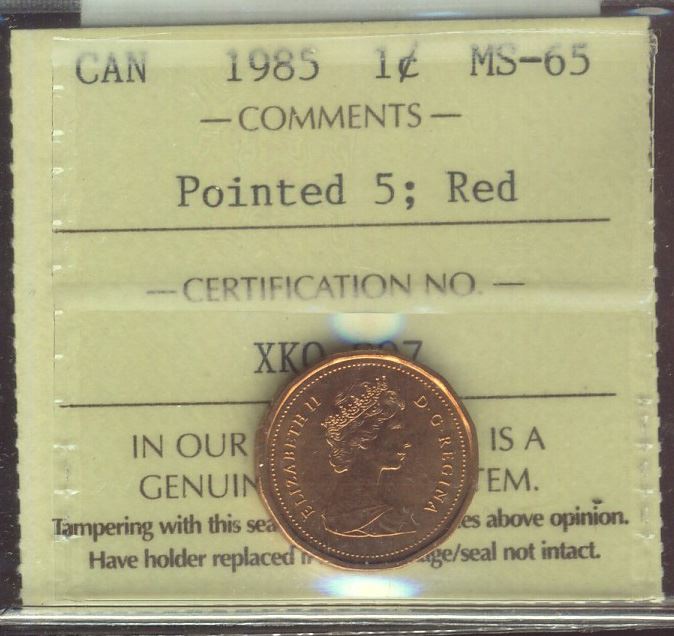 CAN 1985 1¢ MS-65
— COMMENTS —
Pointed 5; Red
— CERTIFICATION NO. —
ELIZABETH II D·G·REGINA
IN OUR IS A
GENUIN TEM.
Tampering with this sea es above opinion.
Have holder replaced age/seal not intact.